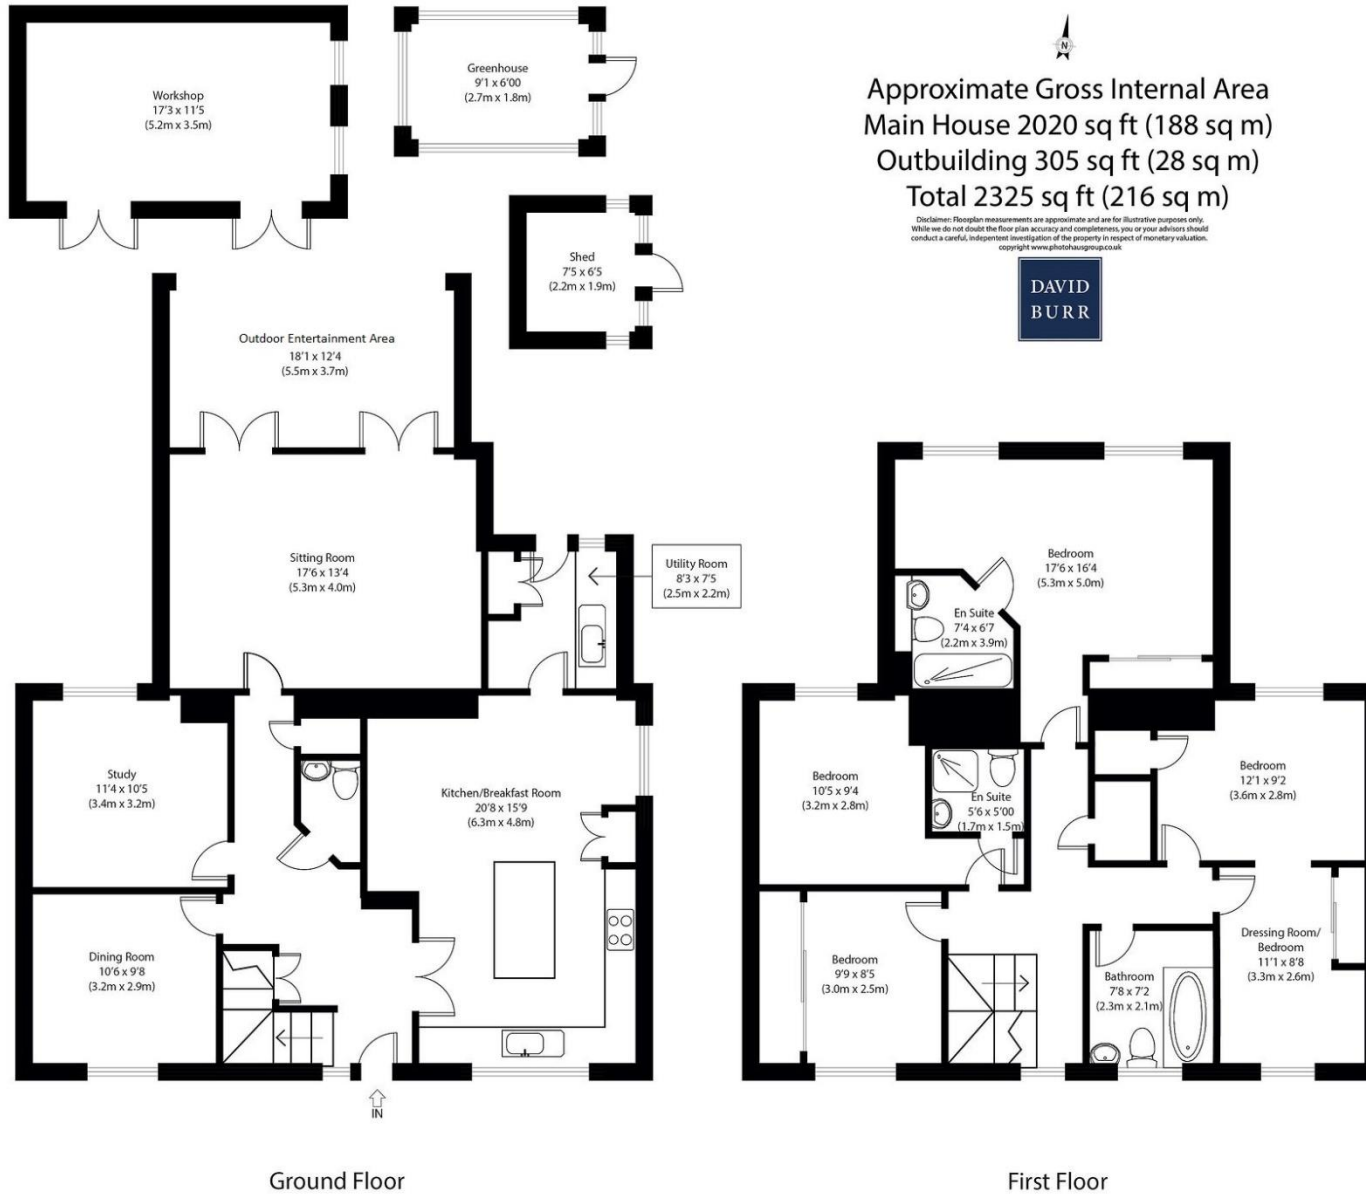 Workshop
17'3 x 11'5
(5.2m x 3.5m)
Greenhouse
9'1 x 6'00
(2.7m x 1.8m)
N
Approximate Gross Internal Area
Main House 2020 sq ft (188 sq m)
Outbuilding 305 sq ft (28 sq m)
Total 2325 sq ft (216 sq m)
Disclaimer: Floorplan measurements are approximate and are for illustrative purposes only.
While we do not doubt the floor plan accuracy and completeness, you or your advisors should
conduct a careful, indepentent investigation of the property in respect of monetary valuation.
copyright www.photohausgroup.co.uk
DAVID
BURR
Shed
7'5 x 6'5
(2.2m x 1.9m)
Outdoor Entertainment Area
18'1 x 12'4
(5.5m x 3.7m)
Sitting Room
17'6 x 13'4
(5.3m x 4.0m)
Utility Room
8'3 x 7'5
(2.5m x 2.2m)
Study
11'4 x 10'5
(3.4m x 3.2m)
Kitchen/Breakfast Room
20'8 x 15'9
(6.3m x 4.8m)
Dining Room
10'6 x 9'8
(3.2m x 2.9m)
IN
Ground Floor
Bedroom
17'6 x 16'4
(5.3m x 5.0m)
En Suite
7'4 x 6'7
(2.2m x 3.9m)
Bedroom
10'5 x 9'4
(3.2m x 2.8m)
En Suite
5'6 x 5'00
(1.7m x 1.5m)
Bedroom
12'1 x 9'2
(3.6m x 2.8m)
Bedroom
9'9 x 8'5
(3.0m x 2.5m)
Bathroom
7'8 x 7'2
(2.3m x 2.1m)
Dressing Room/
Bedroom
11'1 x 8'8
(3.3m x 2.6m)
First Floor